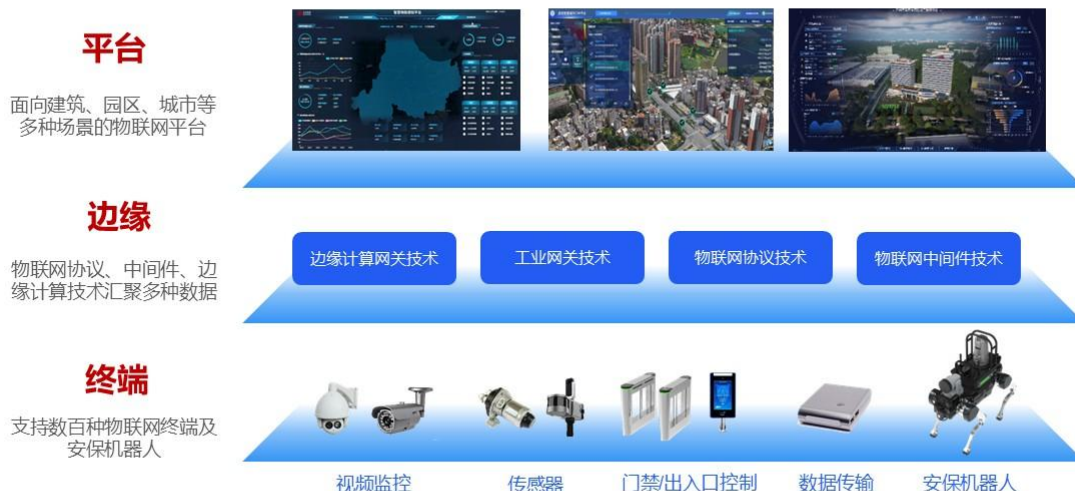 平台
面向建筑、园区、城市等
多种场景的物联网平台
边缘
物联网协议、中间件、边
缘计算技术汇聚多种数据
边缘计算网关技术
工业网关技术
物联网协议技术
物联网中间件技术
终端
支持数百种物联网终端及
安保机器人
视频监控
传感器
门禁/出入口控制
数据传输
安保机器人